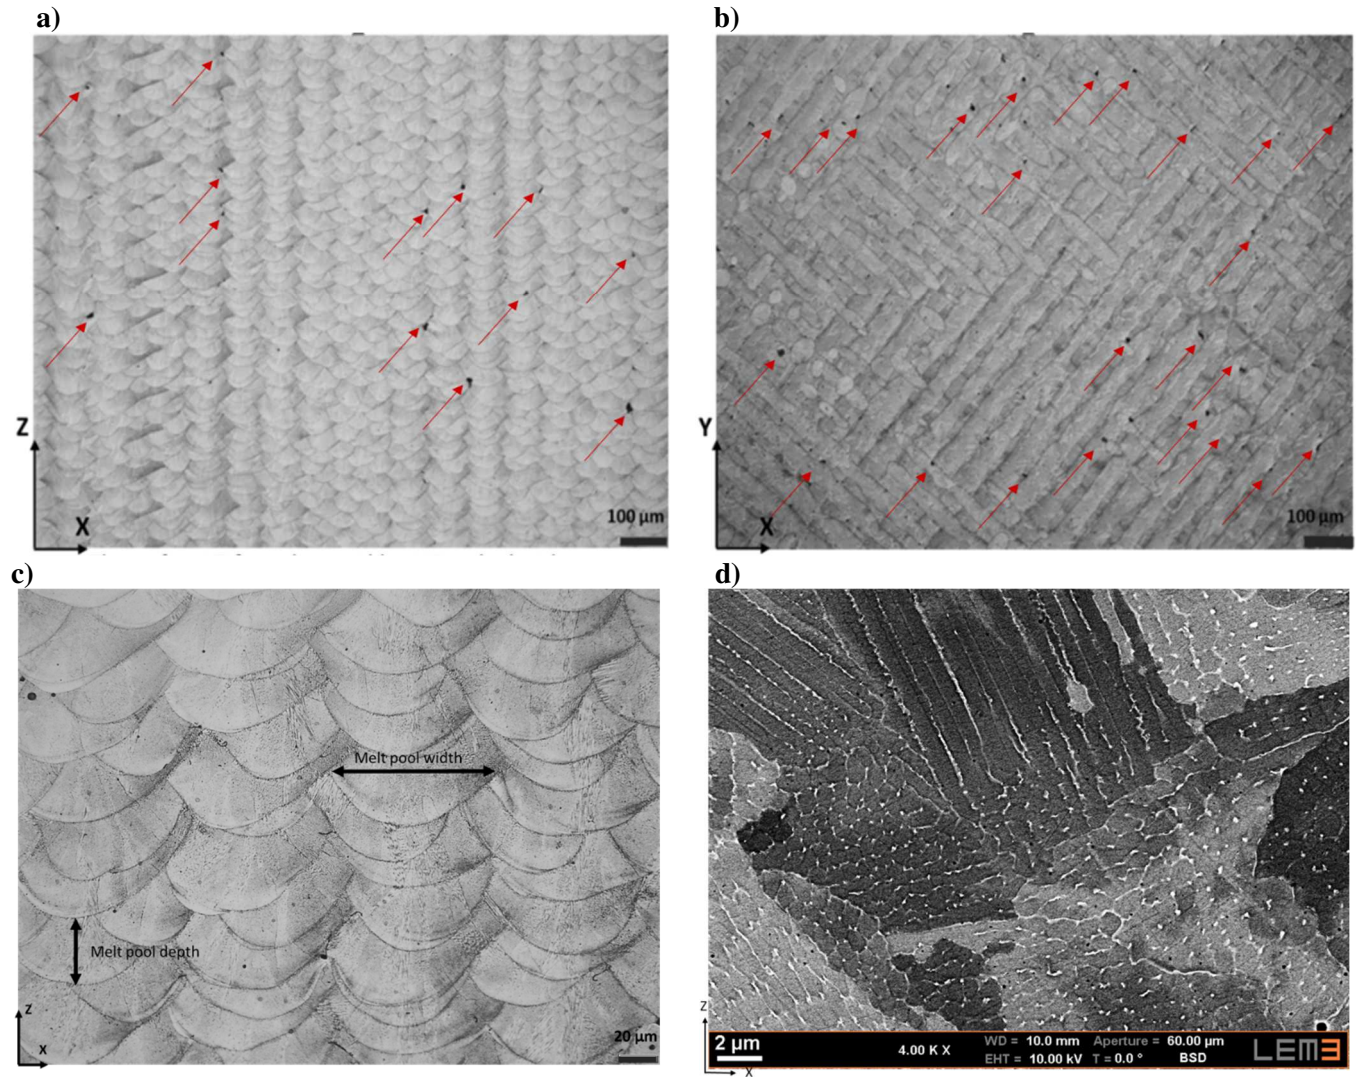 a)
b)
Z
X
100 µm
Y
X
100 µm
c)
d)
Melt pool width
Melt pool depth
Z
X
20 µm
Z
X
2 µm
4.00 K X
WD = 10.0 mm Aperture = 60.00 µm
EHT = 10.00 kV T = 0.0 ° BSD
LEM3